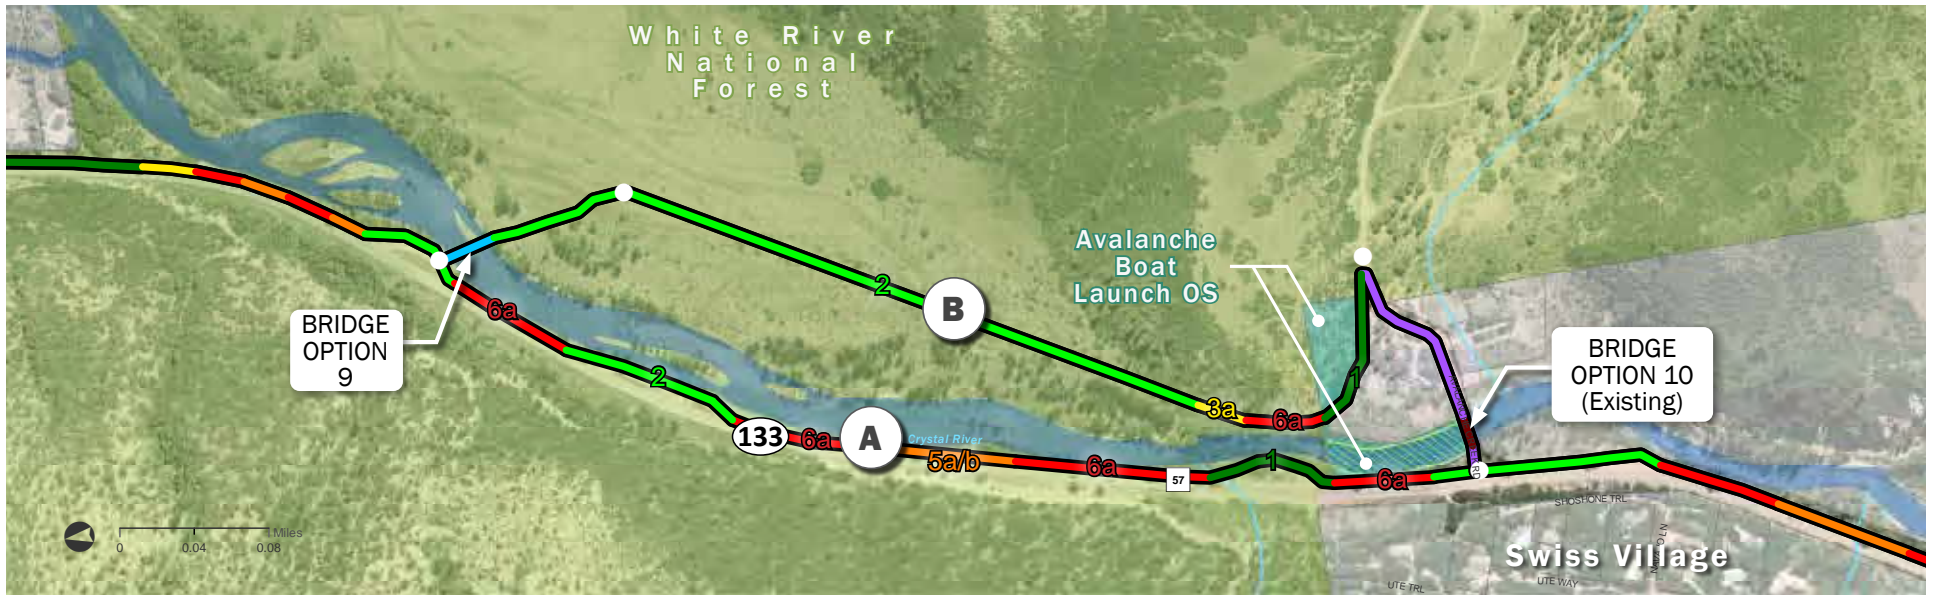 White River
National
Forest
Avalanche
Boat
Launch OS
BRIDGE
OPTION
9
BRIDGE
OPTION 10
(Existing)
2
B
3a
6a
1
6a
2
133
6a
A
Crystal River
5a/b
6a
57
1
6a
RD
SHOSHONE TRL
Swiss Village
UTE TRL
UTE WAY
Miles
0
0.04
0.08